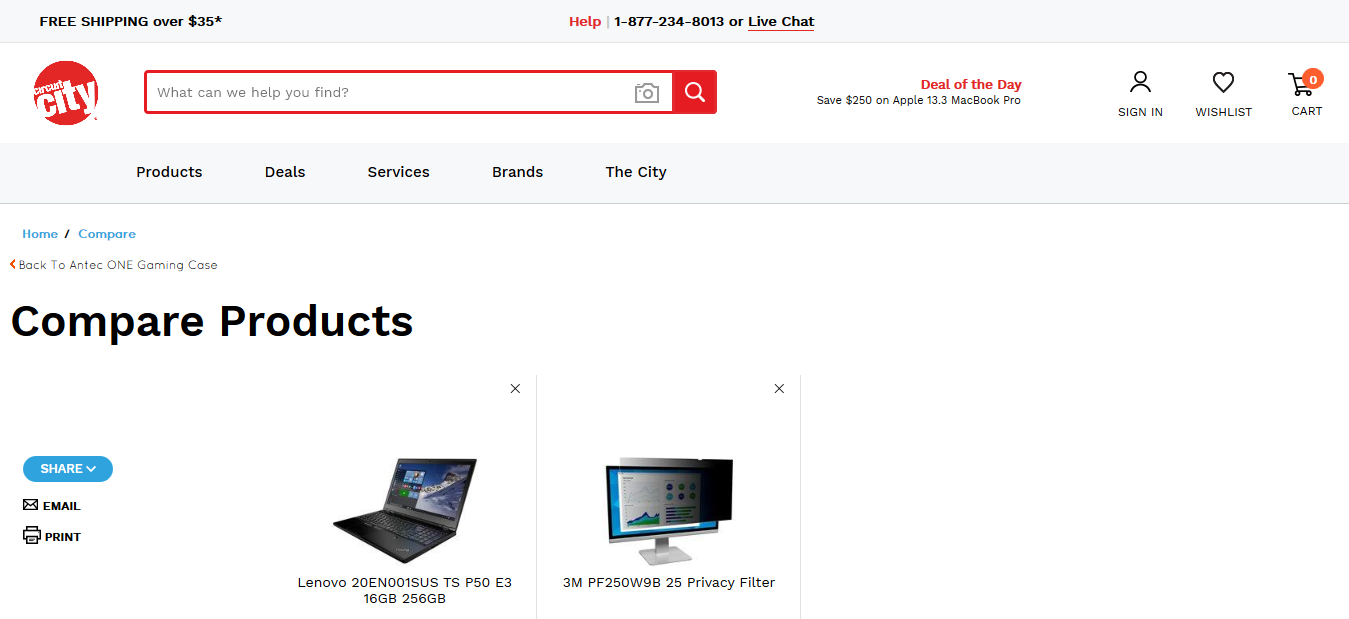 FREE SHIPPING over $35*
Help | 1-877-234-8013 or Live Chat
circuit
city
What can we help you find?
Deal of the Day
Save $250 on Apple 13.3 MacBook Pro
SIGN IN
WISHLIST
0
CART
Products
Deals
Services
Brands
The City
Home / Compare
Back To Antec ONE Gaming Case
Compare Products
SHARE
EMAIL
PRINT
Lenovo 20EN001SUS TS P50 E3
16GB 256GB
3M PF250W9B 25 Privacy Filter